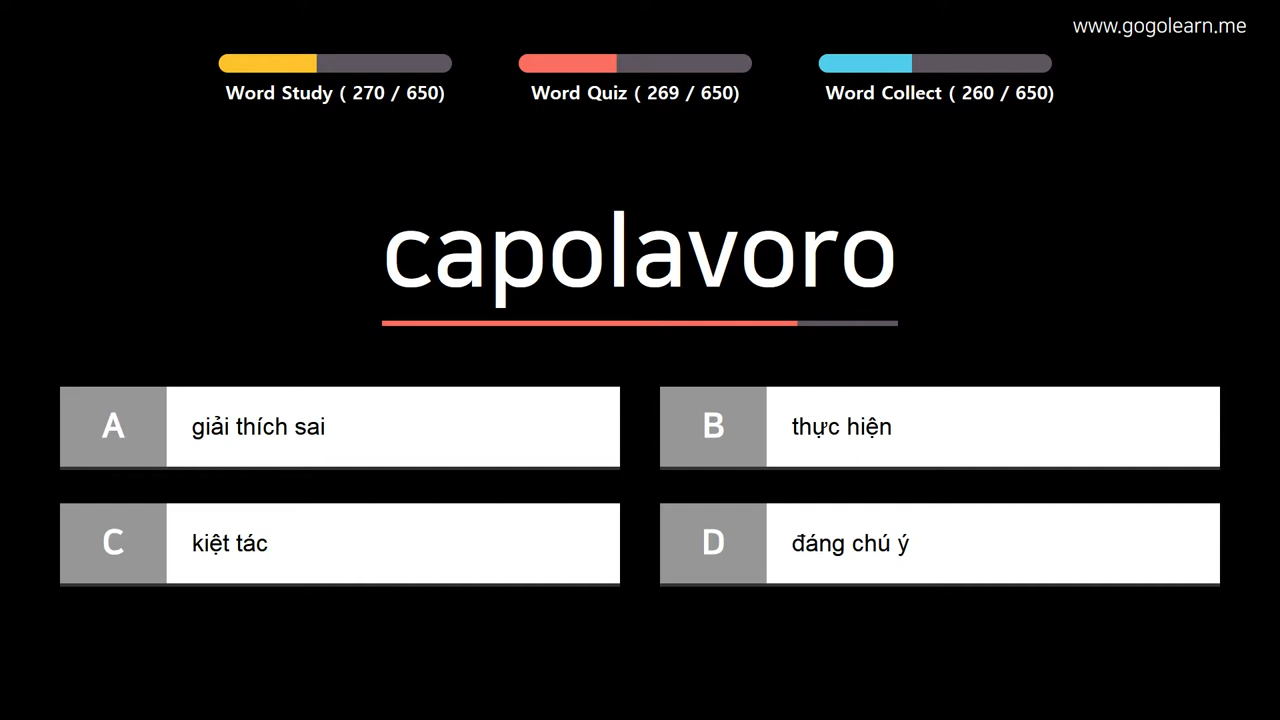 www.gogolearn.me
Word Study ( 270 / 650)
Word Quiz ( 269 / 650)
Word Collect ( 260 / 650)
capolavoro
A giải thích sai
B thực hiện
C kiệt tác
D đáng chú ý